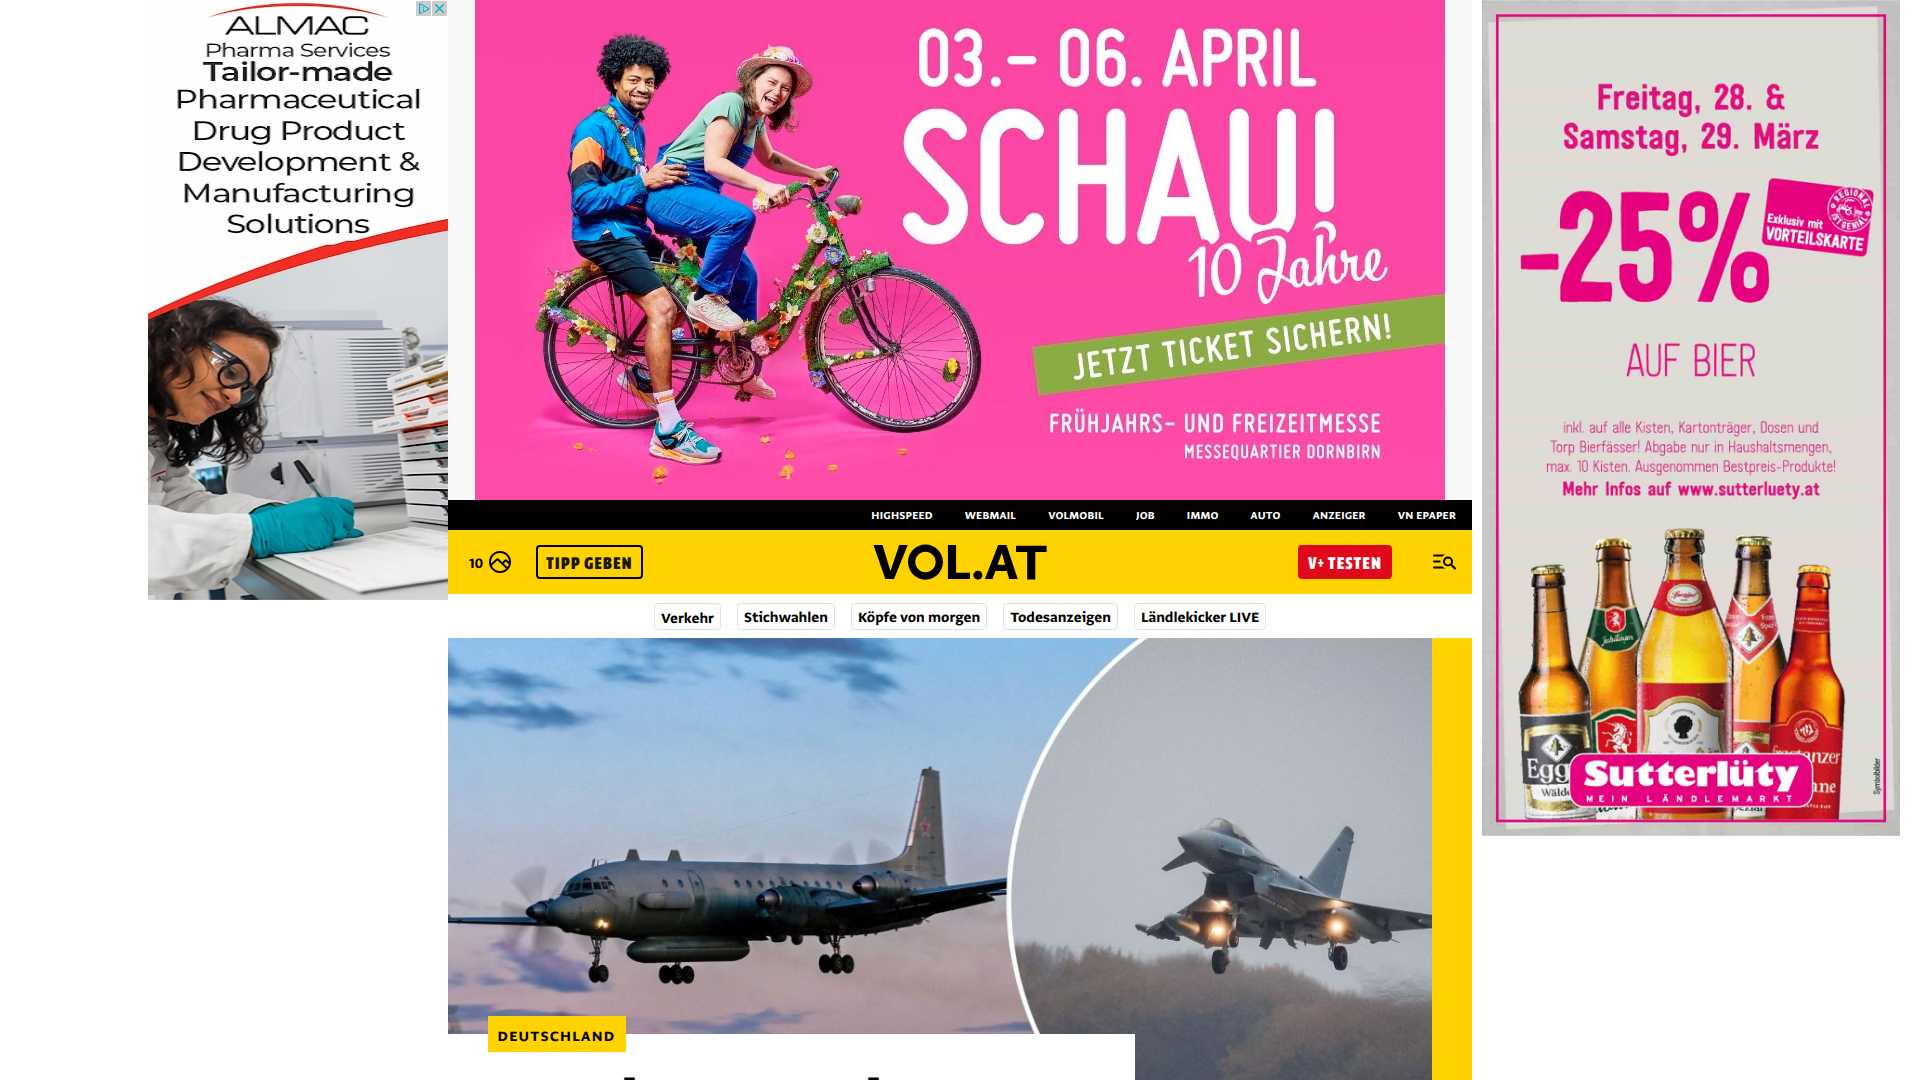 ALMAC
Pharma Services
Tailor-made
Pharmaceutical
Drug Product
Development &
Manufacturing
Solutions
03.– 06. APRIL
SCHAU!
10 Jahre
JETZT TICKET SICHERN!
FRÜHJAHRS- UND FREIZEITMESSE
MESSEQUARTIER DORNBIRN
Freitag, 28. &
Samstag, 29. März
-25%
REGIONAL
IST GENIAL
Exklusiv mit
VORTEILSKARTE
AUF BIER
inkl. auf alle Kisten, Kartonträger, Dosen und
Torp Bierfässer! Abgabe nur in Haushaltsmengen,
max. 10 Kisten. Ausgenommen Bestpreis-Produkte!
Mehr Infos auf www.sutterluety.at
Sutterlüty
MEIN LÄNDLEMARKT
Symbolbilder
HIGHSPEED WEBMAIL VOLMOBIL JOB IMMO AUTO ANZEIGER VN EPAPER
10 TIPP GEBEN VOL.AT V+ TESTEN
Verkehr Stichwahlen Köpfe von morgen Todesanzeigen Ländlekicker LIVE
DEUTSCHLAND